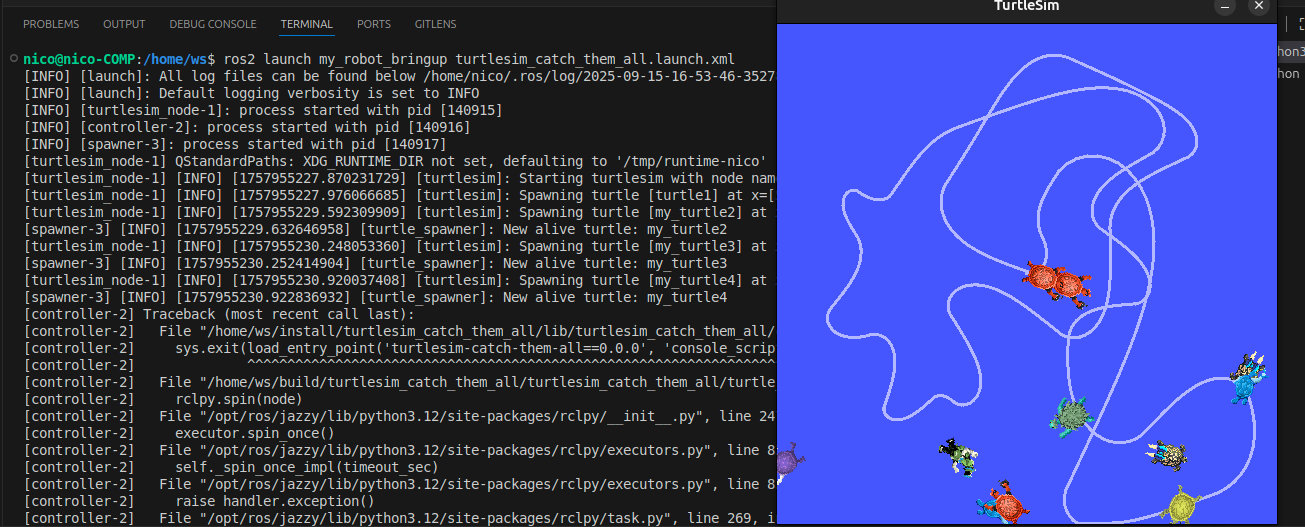 PROBLEMS OUTPUT DEBUG CONSOLE TERMINAL PORTS GITLENS
TurtleSim
nico@nico-COMP:/home/ws$ ros2 launch my_robot_bringup turtlesim_catch_them_all.launch.xml
[INFO] [launch]: All log files can be found below /home/nico/.ros/log/2025-09-15-16-53-46-3527
[INFO] [launch]: Default logging verbosity is set to INFO
[INFO] [turtlesim_node-1]: process started with pid [140915]
[INFO] [controller-2]: process started with pid [140916]
[INFO] [spawner-3]: process started with pid [140917]
[turtlesim_node-1] QStandardPaths: XDG_RUNTIME_DIR not set, defaulting to '/tmp/runtime-nico'
[turtlesim_node-1] [INFO] [1757955227.870231729] [turtlesim]: Starting turtlesim with node nam
[turtlesim_node-1] [INFO] [1757955227.976066685] [turtlesim]: Spawning turtle [turtle1] at x=[
[turtlesim_node-1] [INFO] [1757955229.592309909] [turtlesim]: Spawning turtle [my_turtle2] at
[spawner-3] [INFO] [1757955229.632646958] [turtle_spawner]: New alive turtle: my_turtle2
[turtlesim_node-1] [INFO] [1757955230.248053360] [turtlesim]: Spawning turtle [my_turtle3] at
[spawner-3] [INFO] [1757955230.252414904] [turtle_spawner]: New alive turtle: my_turtle3
[turtlesim_node-1] [INFO] [1757955230.920037408] [turtlesim]: Spawning turtle [my_turtle4] at
[spawner-3] [INFO] [1757955230.922836932] [turtle_spawner]: New alive turtle: my_turtle4
[controller-2] Traceback (most recent call last):
[controller-2] File "/home/ws/install/turtlesim_catch_them_all/lib/turtlesim_catch_them_all/
[controller-2] sys.exit(load_entry_point('turtlesim-catch-them-all==0.0.0', 'console_scrip
[controller-2] ^^^^^^^^^^^^^^^^^^^^^^^^^^^^^^^^^^^^^^^^^^^^^^^^^^^^^^^^^^^^^^^
[controller-2] File "/home/ws/build/turtlesim_catch_them_all/turtlesim_catch_them_all/turtle
[controller-2] rclpy.spin(node)
[controller-2] File "/opt/ros/jazzy/lib/python3.12/site-packages/rclpy/__init__.py", line 24
[controller-2] executor.spin_once()
[controller-2] File "/opt/ros/jazzy/lib/python3.12/site-packages/rclpy/executors.py", line 8
[controller-2] self._spin_once_impl(timeout_sec)
[controller-2] File "/opt/ros/jazzy/lib/python3.12/site-packages/rclpy/executors.py", line 8
[controller-2] raise handler.exception()
[controller-2] File "/opt/ros/jazzy/lib/python3.12/site-packages/rclpy/task.py", line 269, i
hon3
hon